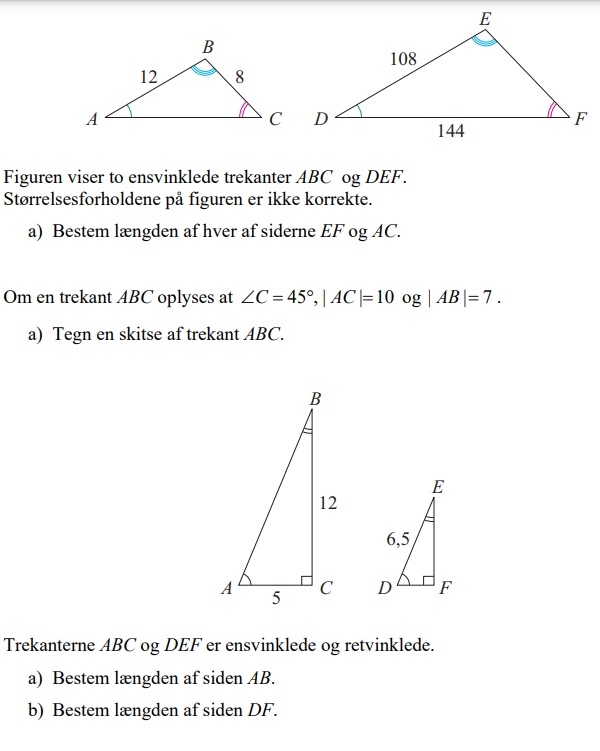 E
B
108
12
8
A
C
D
F
144
Figuren viser to ensvinklede trekanter ABC og DEF.
Størrelsesforholdene på figuren er ikke korrekte.
a) Bestem længden af hver af siderne EF og AC.
Om en trekant ABC oplyses at ∠C = 45°, | AC |= 10 og | AB |= 7 .
a) Tegn en skitse af trekant ABC.
B
E
12
6,5
A
C
D
F
5
Trekanterne ABC og DEF er ensvinklede og retvinklede.
a) Bestem længden af siden AB.
b) Bestem længden af siden DF.